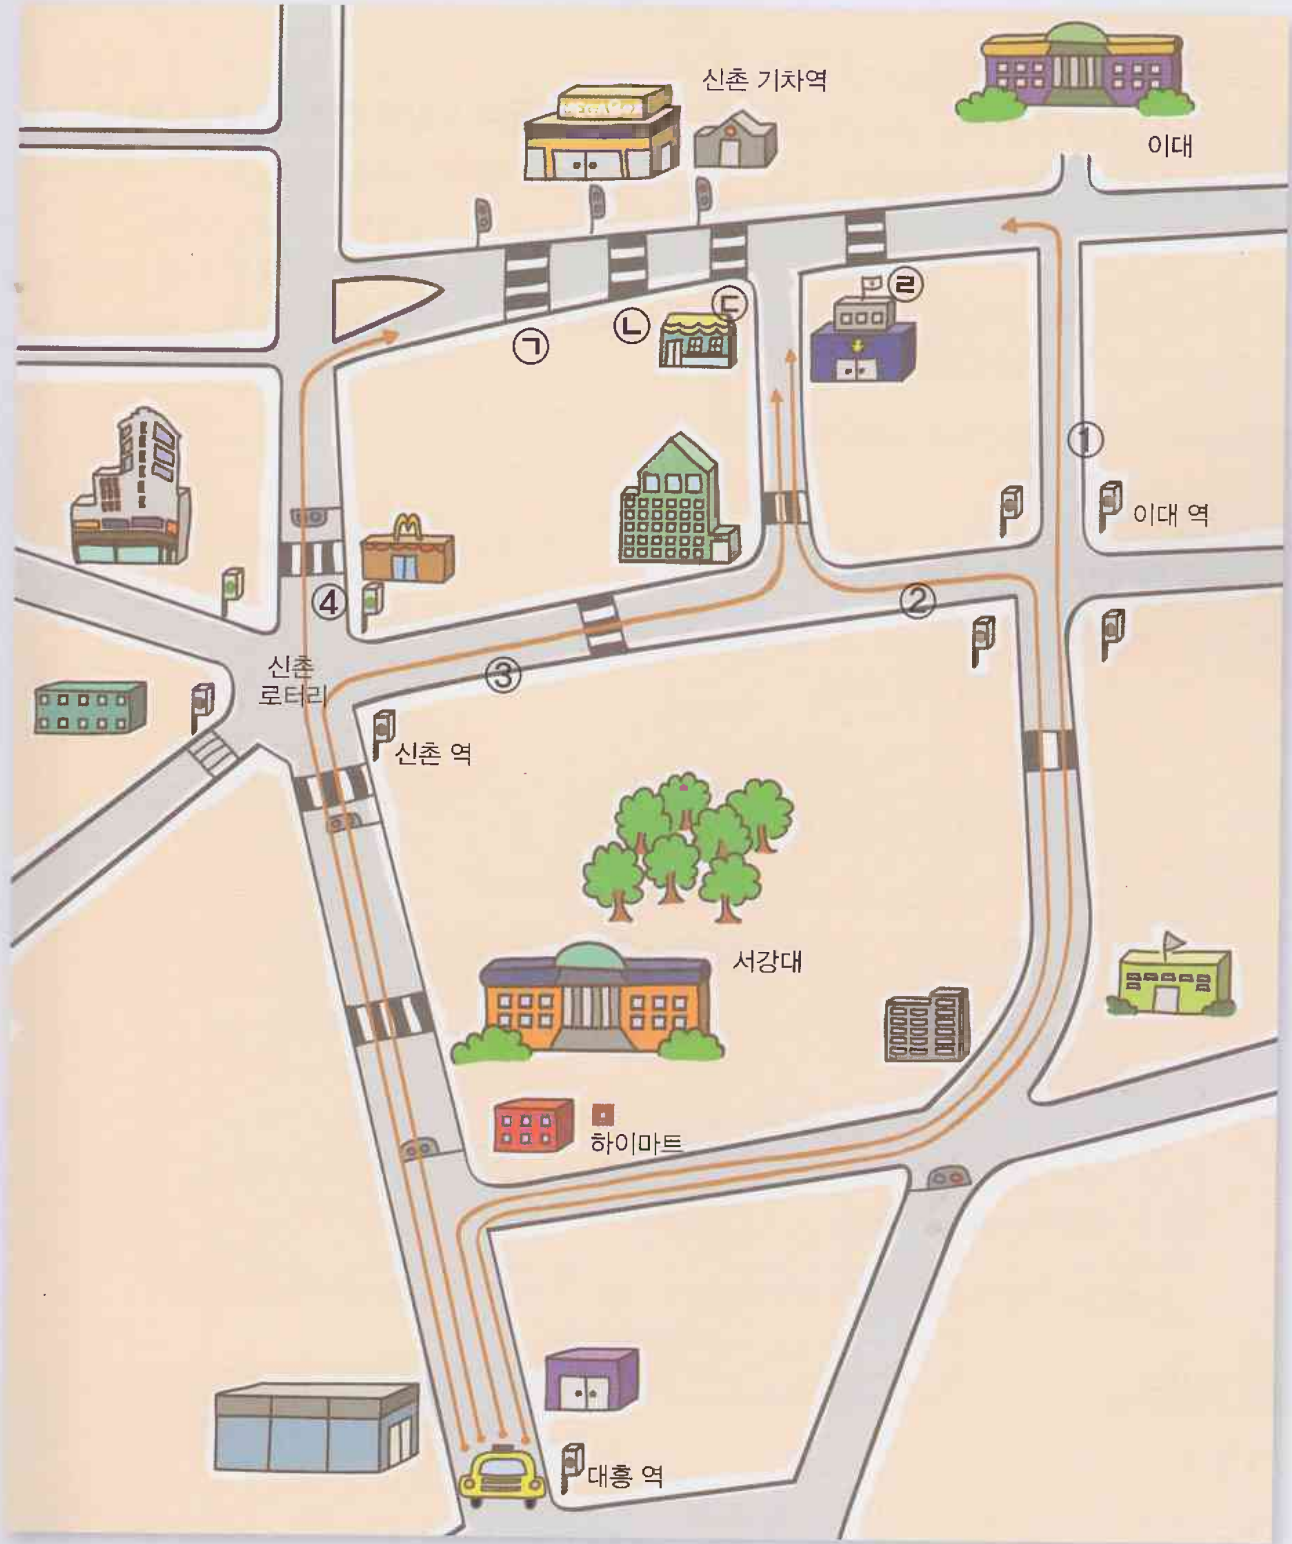 신촌 기차역
MEGABOX
이대
㉣
㉢
㉡
㉠
①
이대 역
②
④
신촌
로터리
③
신촌 역
서강대
하이마트
대흥 역